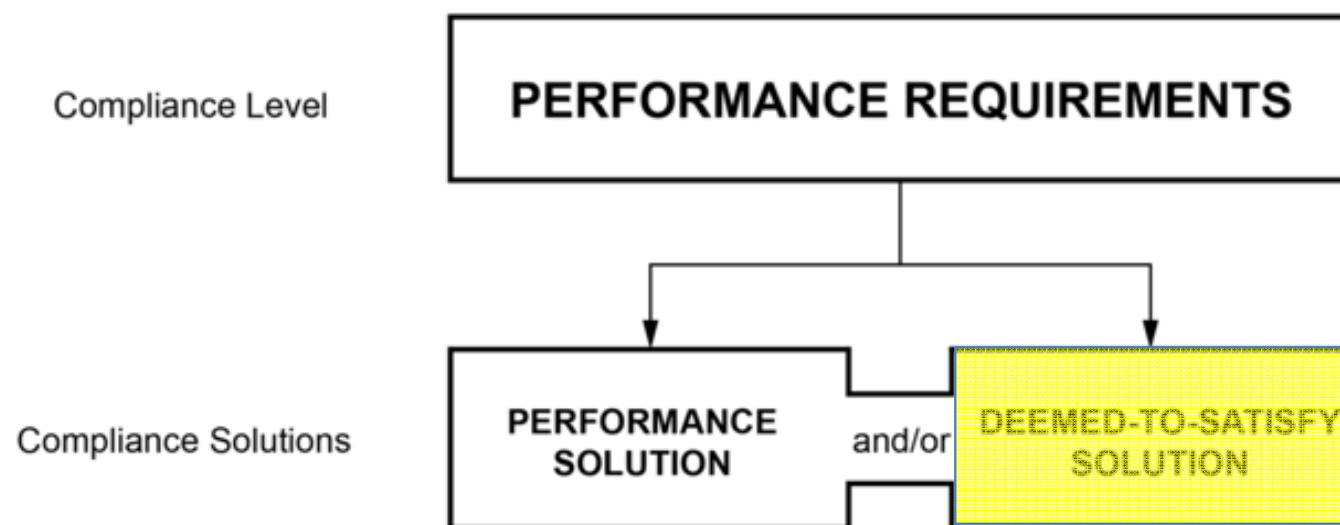 Compliance Level
PERFORMANCE REQUIREMENTS
Compliance Solutions
PERFORMANCE
SOLUTION
and/or
DEEMED-TO-SATISFY
SOLUTION